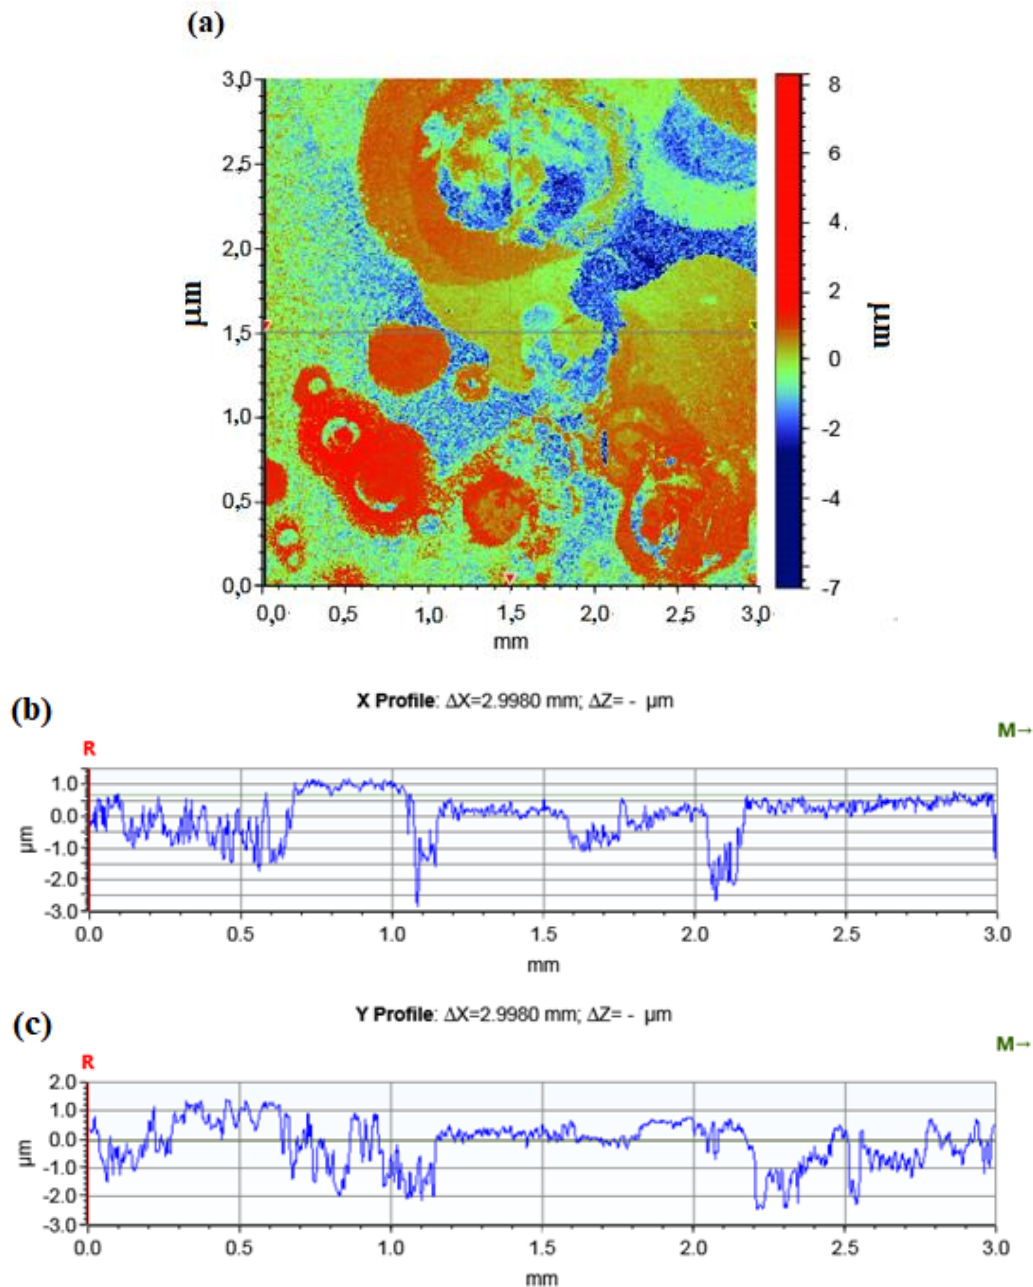 (a)
3,0
2,5
2,0
1,5
1,0
0,5
0,0
μm
0,0 0,5 1,0 1,5 2,0 2,5 3,0
mm
8
6
4
2
0
-2
-4
-7
μm
(b)
X Profile: ΔX=2.9980 mm; ΔZ= - μm
R
M→
1.0
0.0
-1.0
-2.0
-3.0
μm
0.0 0.5 1.0 1.5 2.0 2.5 3.0
mm
(c)
Y Profile: ΔX=2.9980 mm; ΔZ= - μm
R
M→
2.0
1.0
0.0
-1.0
-2.0
-3.0
μm
0.0 0.5 1.0 1.5 2.0 2.5 3.0
mm